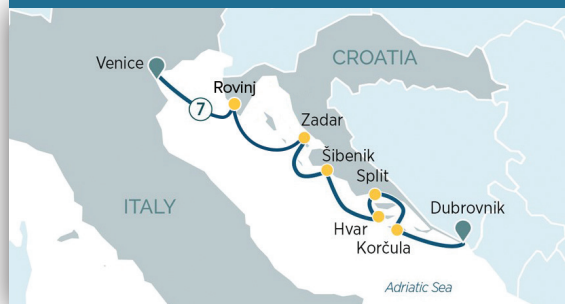 Venice
CROATIA
Rovinj
7
Zadar
Šibenik
Split
ITALY
Dubrovnik
Hvar
Korčula
Adriatic Sea